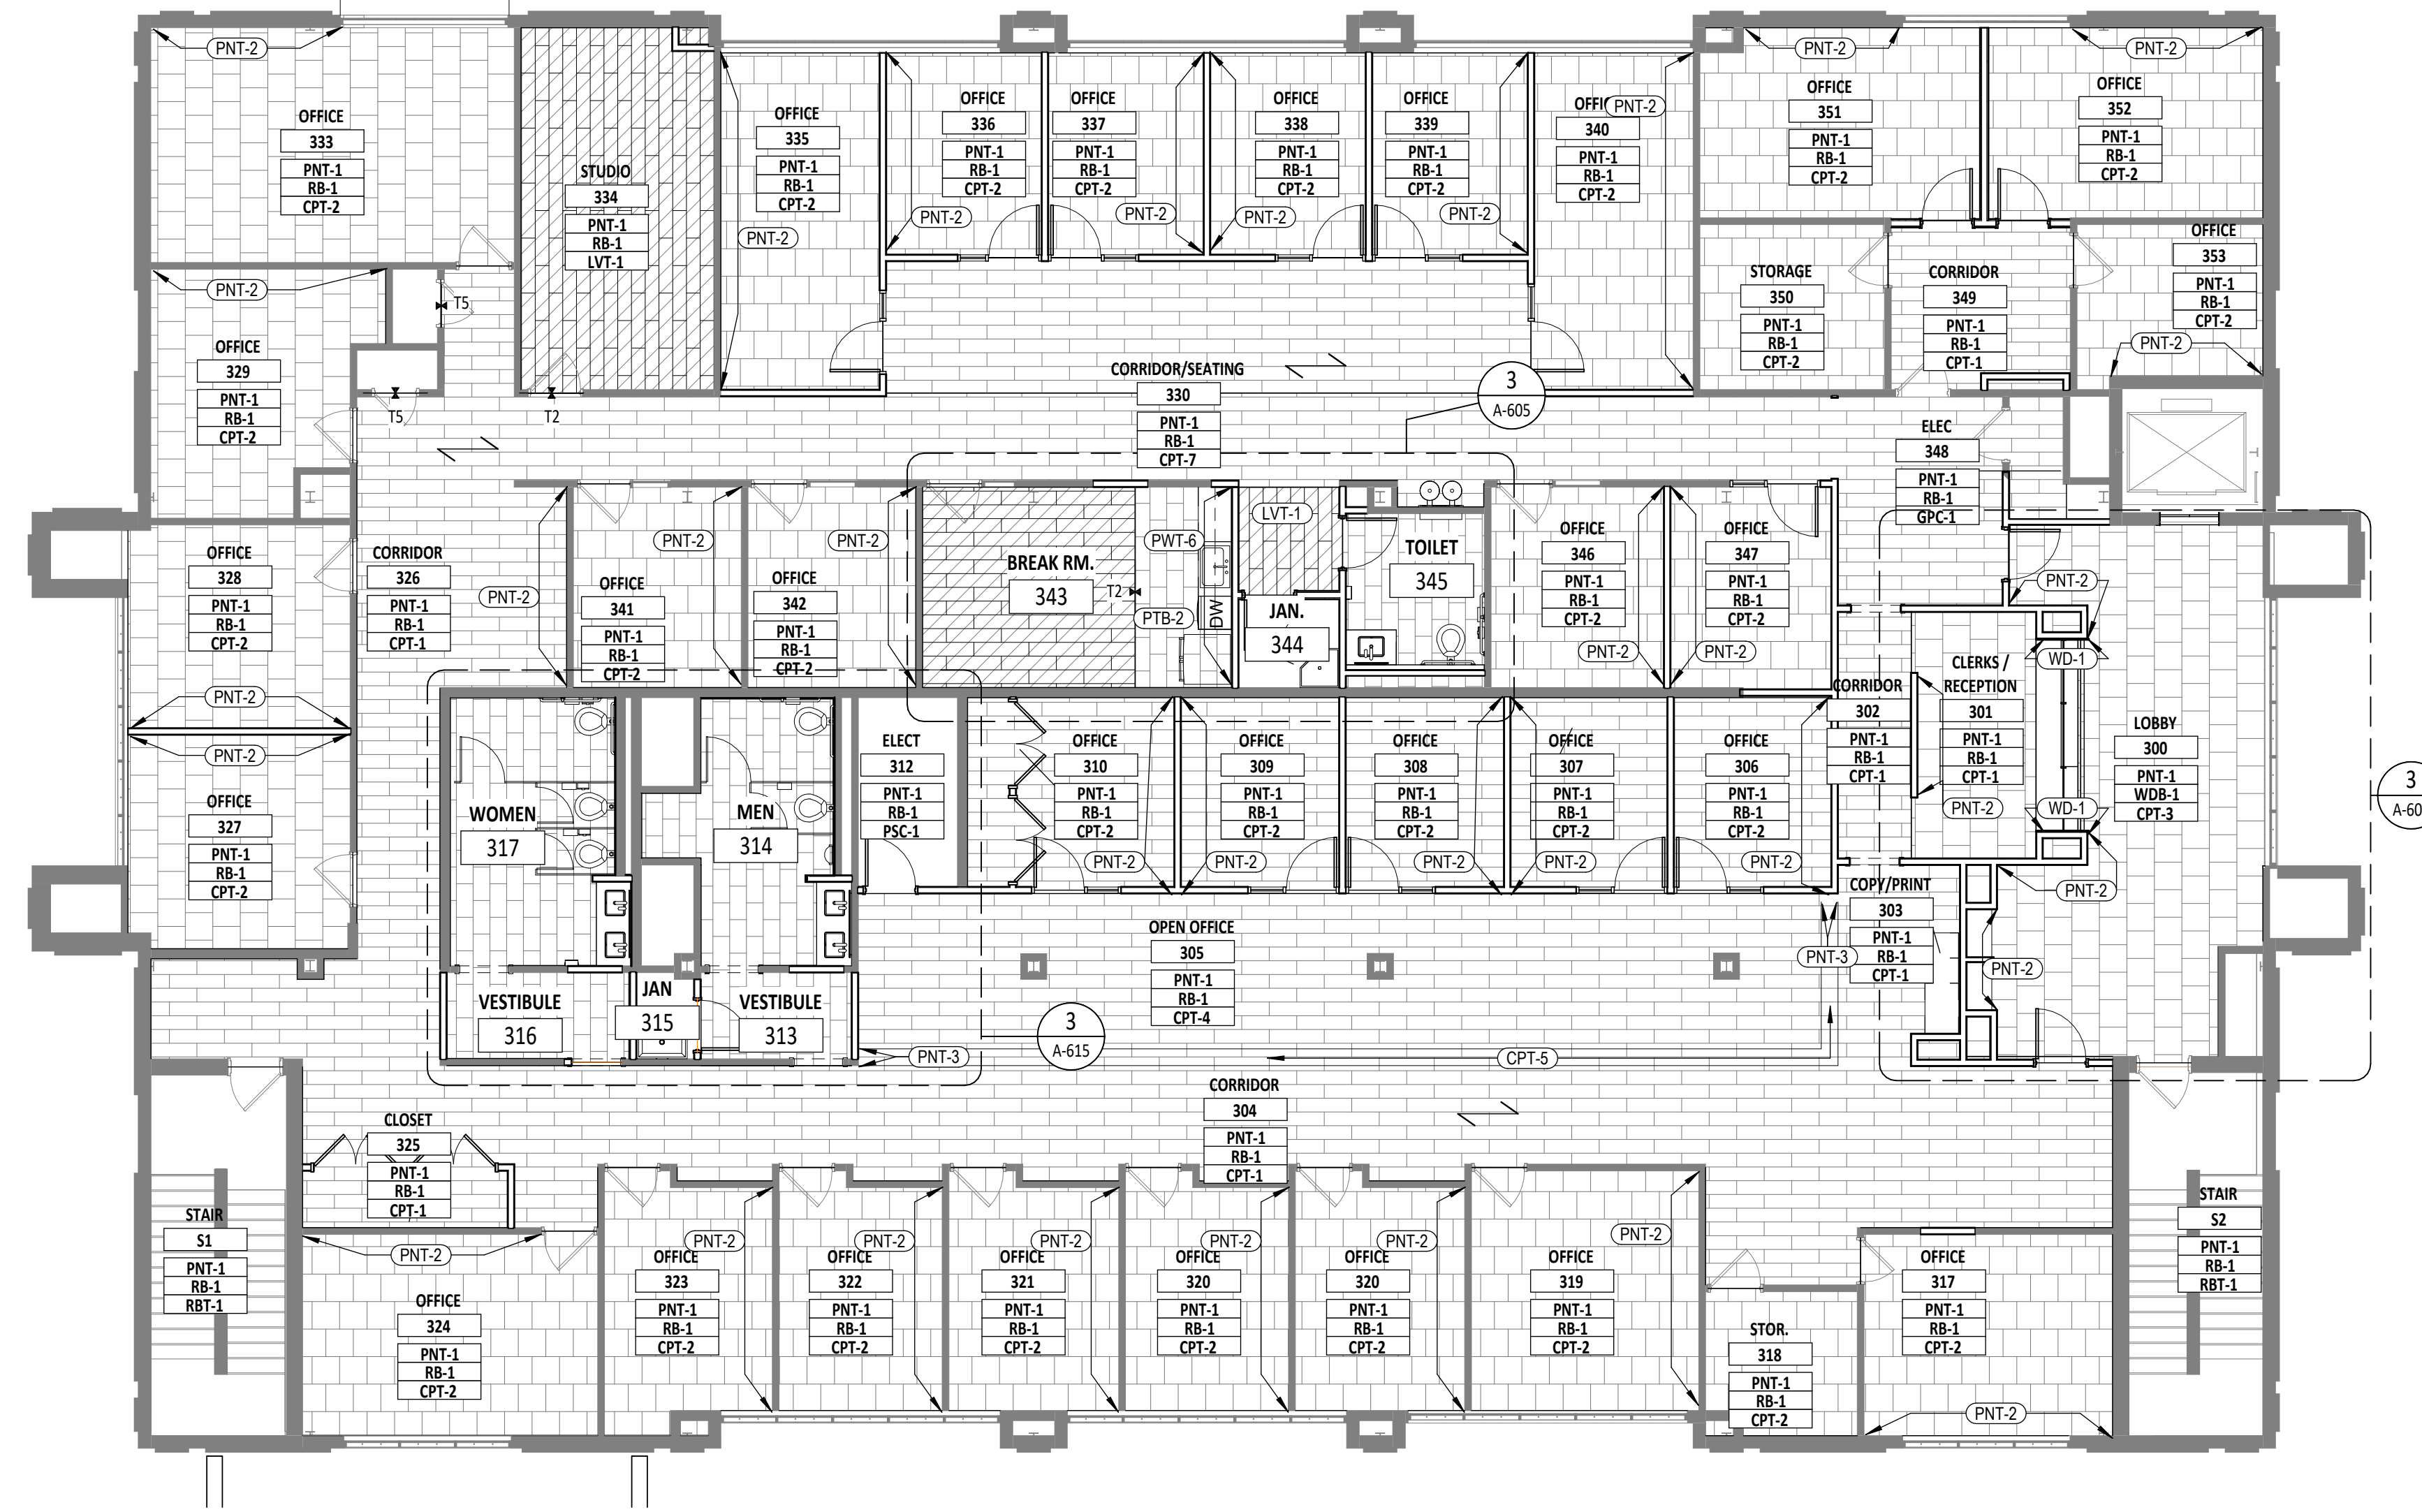 PNT-2
OFFICE
333
PNT-1
RB-1
CPT-2
STUDIO
334
PNT-1
RB-1
LVT-1
OFFICE
335
PNT-1
RB-1
CPT-2
PNT-2
OFFICE
336
PNT-1
RB-1
CPT-2
PNT-2
OFFICE
337
PNT-1
RB-1
CPT-2
PNT-2
OFFICE
338
PNT-1
RB-1
CPT-2
PNT-2
OFFICE
339
PNT-1
RB-1
CPT-2
PNT-2
PNT-2
340
PNT-1
RB-1
CPT-2
PNT-2
OFFICE
351
PNT-1
RB-1
CPT-2
PNT-2
OFFICE
352
PNT-1
RB-1
CPT-2
OFFICE
353
PNT-1
RB-1
CPT-2
PNT-2
STORAGE
350
PNT-1
RB-1
CPT-2
CORRIDOR
349
PNT-1
RB-1
CPT-1
PNT-2
OFFICE
329
PNT-1
RB-1
CPT-2
T5
T5
T2
CORRIDOR/SEATING
330
PNT-1
RB-1
CPT-7
3
A-605
ELEC
348
PNT-1
RB-1
GPC-1
OFFICE
328
PNT-1
RB-1
CPT-2
PNT-2
CORRIDOR
326
PNT-1
RB-1
CPT-1
PNT-2
OFFICE
341
PNT-1
RB-1
CPT-2
PNT-2
OFFICE
342
PNT-1
RB-1
CPT-2
PNT-2
BREAK RM.
343
T2
PWT-6
PTB-2
DW
LVT-1
JAN.
344
TOILET
345
OFFICE
346
PNT-1
RB-1
CPT-2
PNT-2
OFFICE
347
PNT-1
RB-1
CPT-2
PNT-2
PNT-2
WD-1
CLERKS /
RECEPTION
301
PNT-1
RB-1
CPT-1
PNT-2
WD-1
CORRIDOR
302
PNT-1
RB-1
CPT-1
LOBBY
300
PNT-1
WDB-1
CPT-3
3
A-60
PNT-2
OFFICE
327
PNT-1
RB-1
CPT-2
WOMEN
317
MEN
314
ELECT
312
PNT-1
RB-1
PSC-1
OFFICE
310
PNT-1
RB-1
CPT-2
PNT-2
OFFICE
309
PNT-1
RB-1
CPT-2
PNT-2
OFFICE
308
PNT-1
RB-1
CPT-2
PNT-2
OFFICE
307
PNT-1
RB-1
CPT-2
PNT-2
OFFICE
306
PNT-1
RB-1
CPT-2
PNT-2
COPY/PRINT
303
PNT-1
RB-1
CPT-1
PNT-2
PNT-2
PNT-3
OPEN OFFICE
305
PNT-1
RB-1
CPT-4
VESTIBULE
316
JAN
315
VESTIBULE
313
3
A-615
PNT-3
CPT-5
CORRIDOR
304
PNT-1
RB-1
CPT-1
CLOSET
325
PNT-1
RB-1
CPT-1
STAIR
S1
PNT-1
RB-1
RBT-1
PNT-2
OFFICE
324
PNT-1
RB-1
CPT-2
PNT-2
OFFICE
323
PNT-1
RB-1
CPT-2
PNT-2
OFFICE
322
PNT-1
RB-1
CPT-2
PNT-2
OFFICE
321
PNT-1
RB-1
CPT-2
PNT-2
OFFICE
320
PNT-1
RB-1
CPT-2
PNT-2
OFFICE
320
PNT-1
RB-1
CPT-2
PNT-2
OFFICE
319
PNT-1
RB-1
CPT-2
STOR.
318
PNT-1
RB-1
CPT-2
OFFICE
317
PNT-1
RB-1
CPT-2
PNT-2
STAIR
S2
PNT-1
RB-1
RBT-1